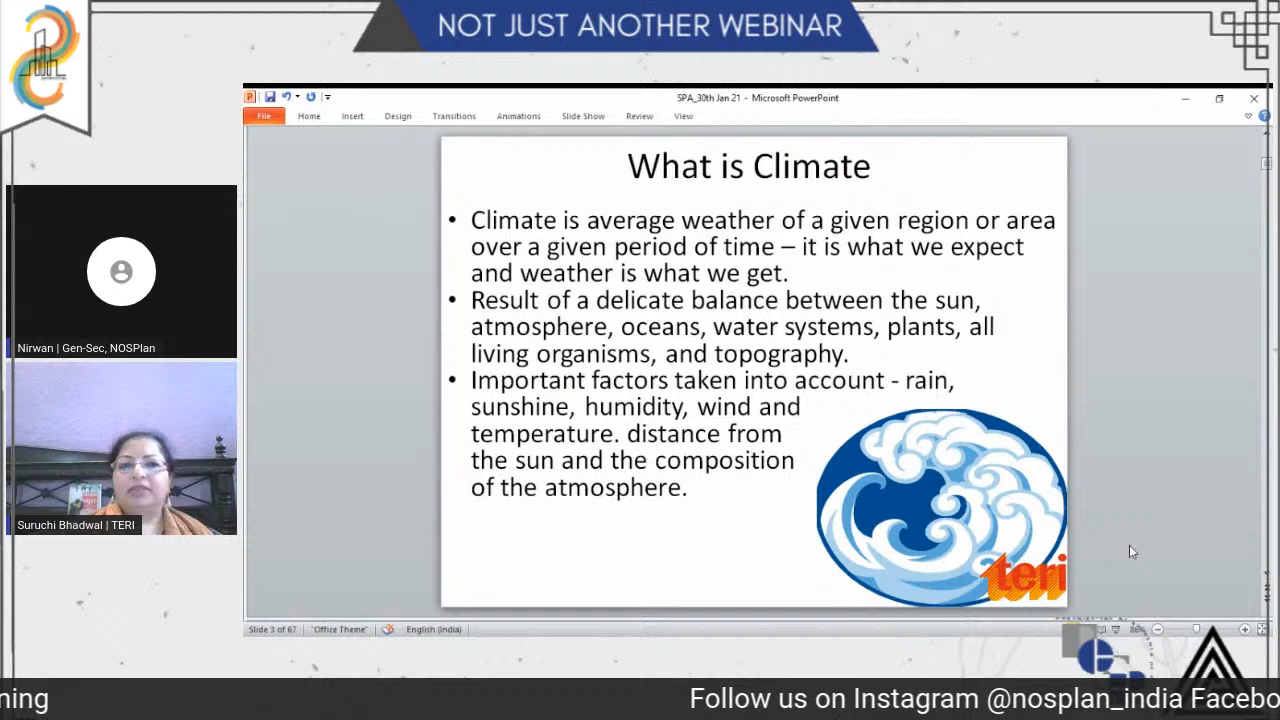 NOT JUST ANOTHER WEBINAR
SPA_30th Jan 21 - Microsoft PowerPoint
File Home Insert Design Transitions Animations Slide Show Review View
What is Climate
• Climate is average weather of a given region or area
over a given period of time – it is what we expect
and weather is what we get.
• Result of a delicate balance between the sun,
atmosphere, oceans, water systems, plants, all
living organisms, and topography.
• Important factors taken into account - rain,
sunshine, humidity, wind and
temperature. distance from
the sun and the composition
of the atmosphere.
teri
Nirwan | Gen-Sec, NOSPlan
Suruchi Bhadwal | TERI
Slide 3 of 67 "Office Theme" English (India) 86%
ning
Follow us on Instagram @nosplan_india Facebo